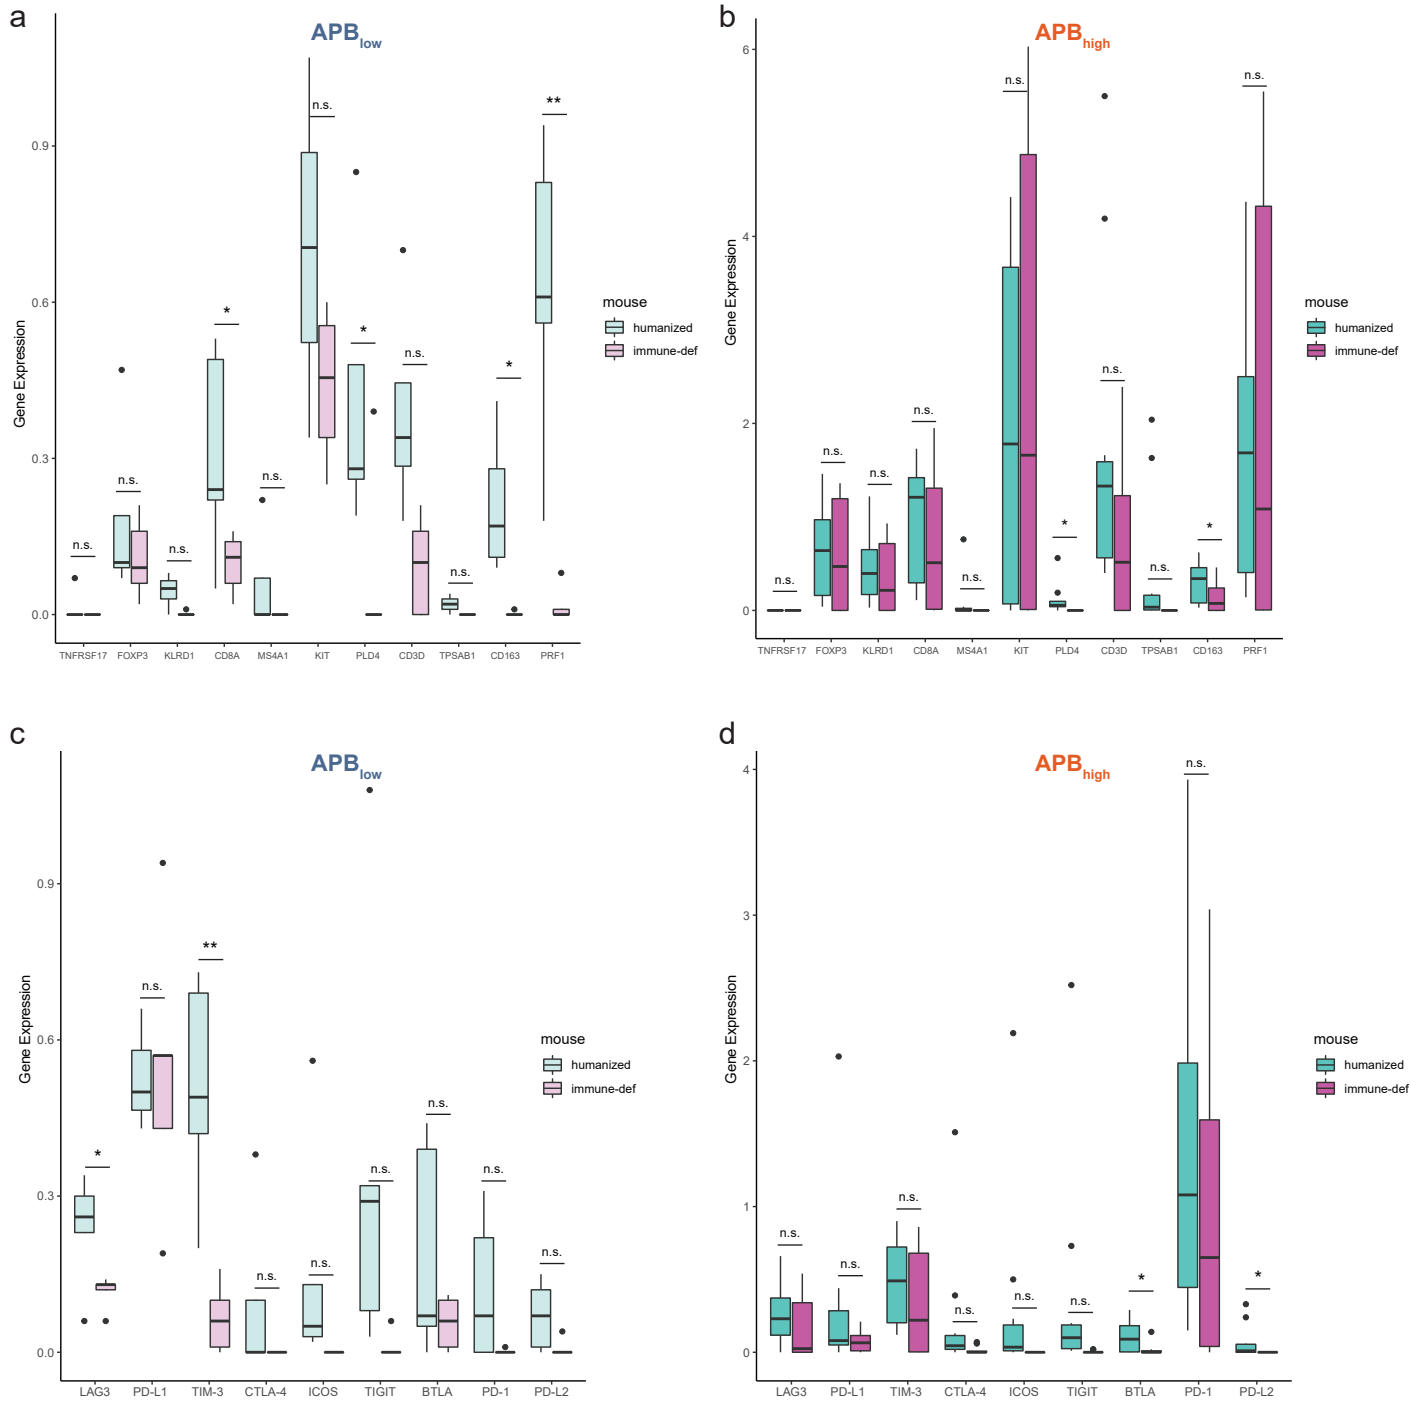 a
APBlow
Gene Expression
0.9
0.6
0.3
0.0
n.s.
n.s.
n.s.
*
n.s.
n.s.
*
n.s.
n.s.
*
**
TNFRSF17 FOXP3 KLRD1 CD8A MS4A1 KIT PLD4 CD3D TPSAB1 CD163 PRF1
mouse
humanized
immune-def
b
APBhigh
Gene Expression
6
4
2
0
n.s.
n.s.
n.s.
n.s.
n.s.
n.s.
*
n.s.
n.s.
*
n.s.
TNFRSF17 FOXP3 KLRD1 CD8A MS4A1 KIT PLD4 CD3D TPSAB1 CD163 PRF1
mouse
humanized
immune-def
c
APBlow
Gene Expression
0.9
0.6
0.3
0.0
*
n.s.
**
n.s.
n.s.
n.s.
n.s.
n.s.
n.s.
LAG3 PD-L1 TIM-3 CTLA-4 ICOS TIGIT BTLA PD-1 PD-L2
mouse
humanized
immune-def
d
APBhigh
Gene Expression
4
3
2
1
0
n.s.
n.s.
n.s.
n.s.
n.s.
n.s.
*
n.s.
*
LAG3 PD-L1 TIM-3 CTLA-4 ICOS TIGIT BTLA PD-1 PD-L2
mouse
humanized
immune-def